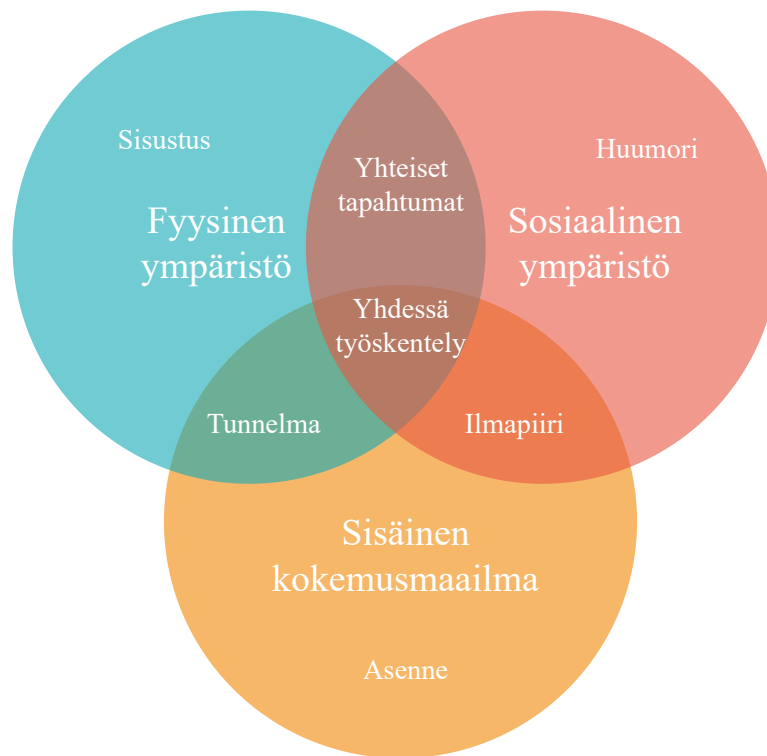 Sisustus
Huumori
Yhteiset
tapahtumat
Fyysinen
ympäristö
Sosiaalinen
ympäristö
Yhdessä
työskentely
Tunnelma
Ilmapiiri
Sisäinen
kokemusmaailma
Asenne